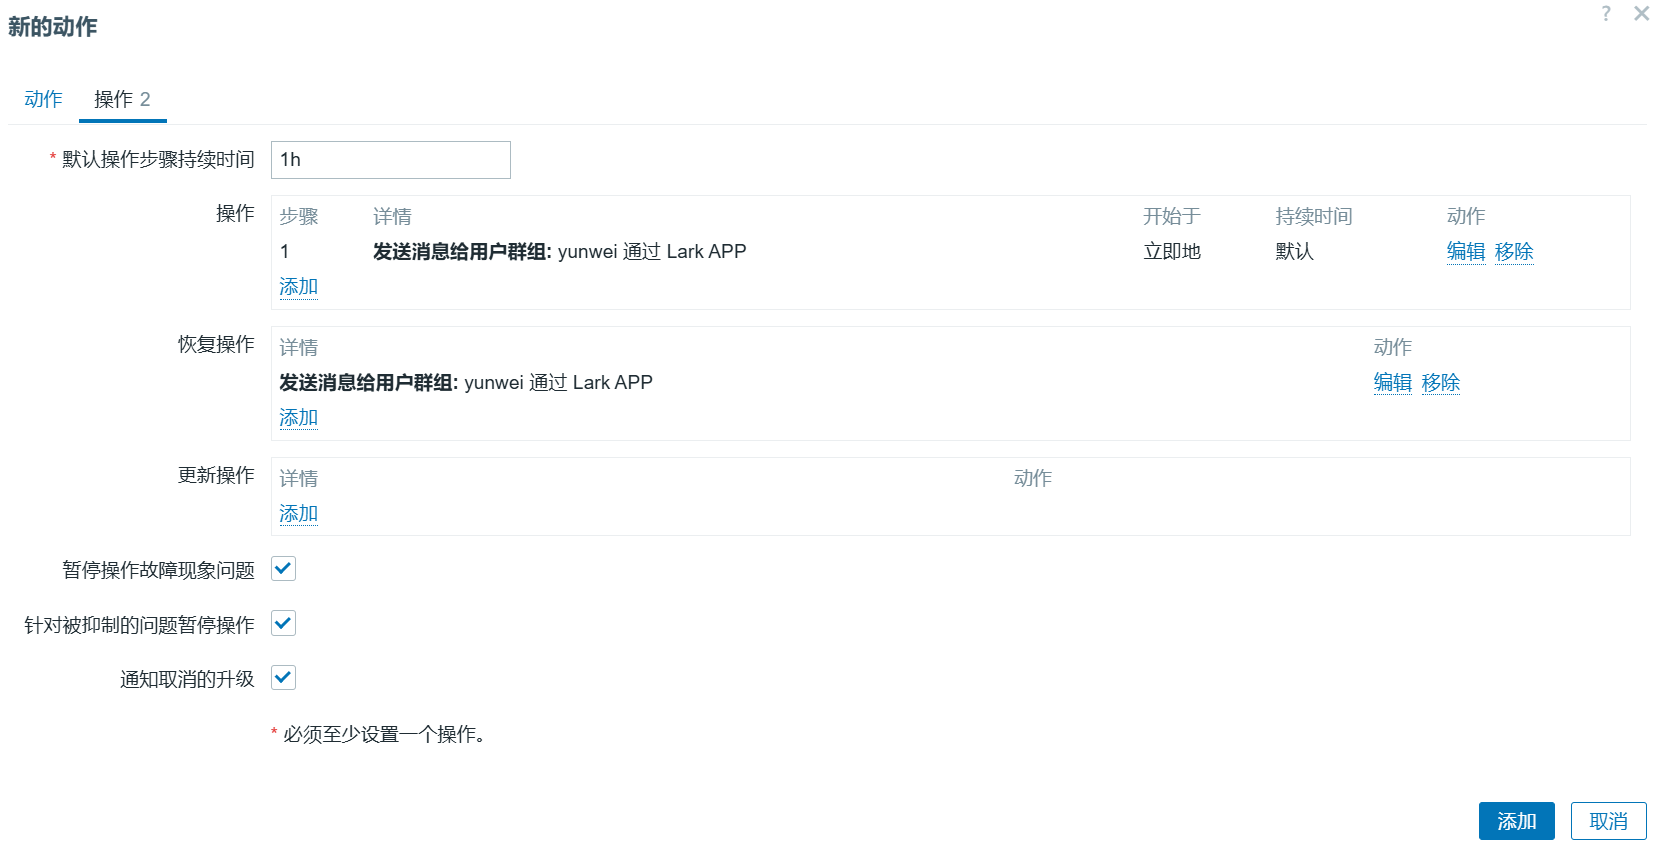 新的动作
?
动作 操作 2
* 默认操作步骤持续时间 1h
操作 步骤 详情 开始于 持续时间 动作
1 发送消息给用户群组: yunwei 通过 Lark APP 立即地 默认 编辑 移除
添加
恢复操作 详情 动作
发送消息给用户群组: yunwei 通过 Lark APP 编辑 移除
添加
更新操作 详情 动作
添加
暂停操作故障现象问题
针对被抑制的问题暂停操作
通知取消的升级
* 必须至少设置一个操作。
添加 取消